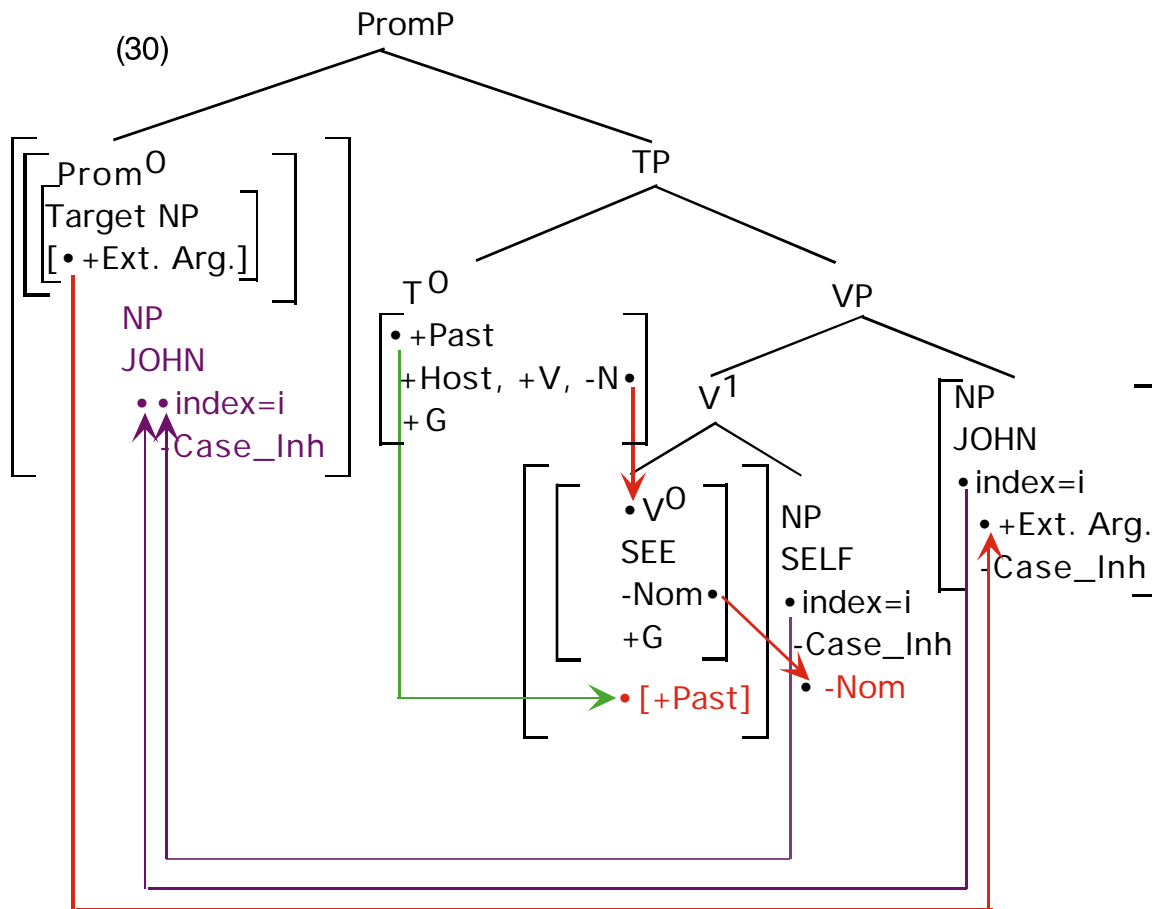 PromP
(30)
Prom0
Target NP
[• +Ext. Arg.]
NP
JOHN
• • index=i
-Case_Inh
TP
T0
• +Past
+Host, +V, -N •
+G
VP
V1
• V0
SEE
-Nom •
+G
• [+Past]
NP
SELF
• index=i
-Case_Inh
• -Nom
NP
JOHN
• index=i
• +Ext. Arg.
-Case_Inh